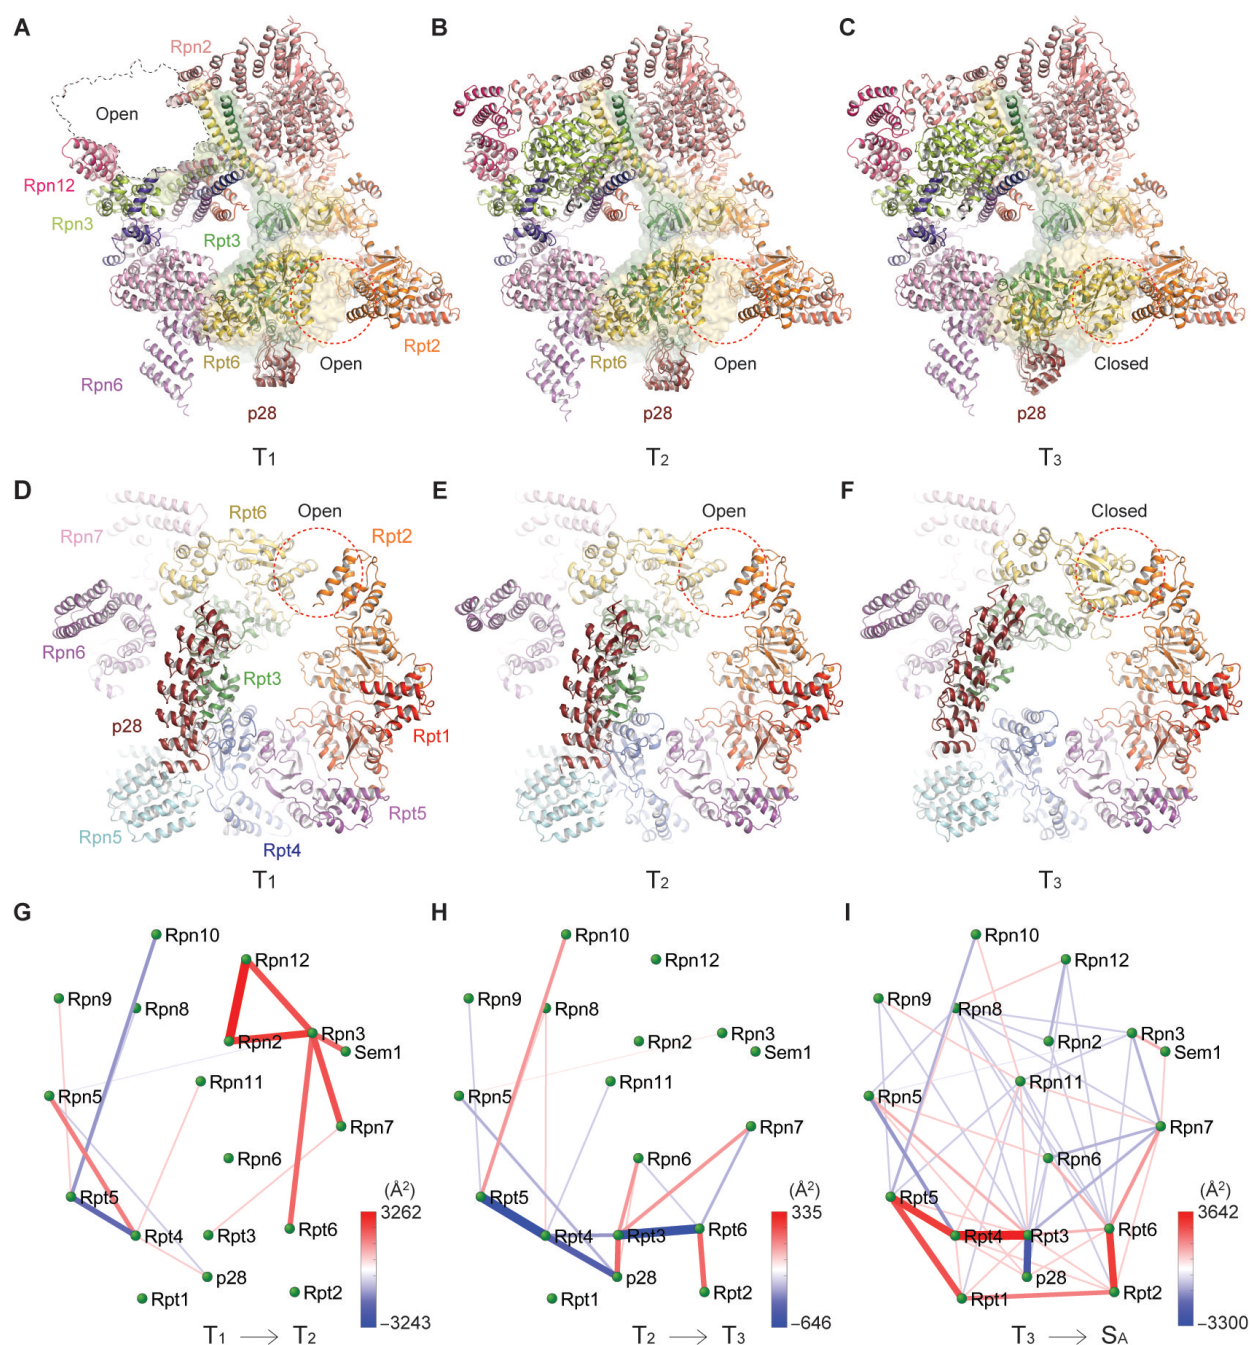 A
B
C
Rpn2
Open
Rpn12
Rpn3
Rpt3
Rpt6
Open
Rpt2
Rpn6
p28
Rpt6
Open
p28
Closed
p28
T1
T2
T3
D
E
F
Rpt6
Open
Rpn7
Rpt2
Open
Closed
Rpn6
Rpt3
p28
Rpt1
Rpt5
Rpn5
Rpt4
T1
T2
T3
G
H
I
Rpn10
Rpn12
Rpn9
Rpn8
Rpn3
Rpn2
Sem1
Rpn11
Rpn5
Rpn7
Rpn6
Rpt5
Rpt4
Rpt3
Rpt6
p28
Rpt1
Rpt2
(Å²)
3262
−3243
T1 → T2
Rpn10
Rpn12
Rpn9
Rpn8
Rpn3
Rpn2
Sem1
Rpn11
Rpn5
Rpn7
Rpn6
Rpt5
Rpt4
Rpt3
Rpt6
p28
Rpt1
Rpt2
(Å²)
335
−646
T2 → T3
Rpn10
Rpn12
Rpn9
Rpn8
Rpn3
Rpn2
Sem1
Rpn11
Rpn5
Rpn7
Rpn6
Rpt5
Rpt4
Rpt3
Rpt6
p28
Rpt1
Rpt2
(Å²)
3642
−3300
T3 → SA